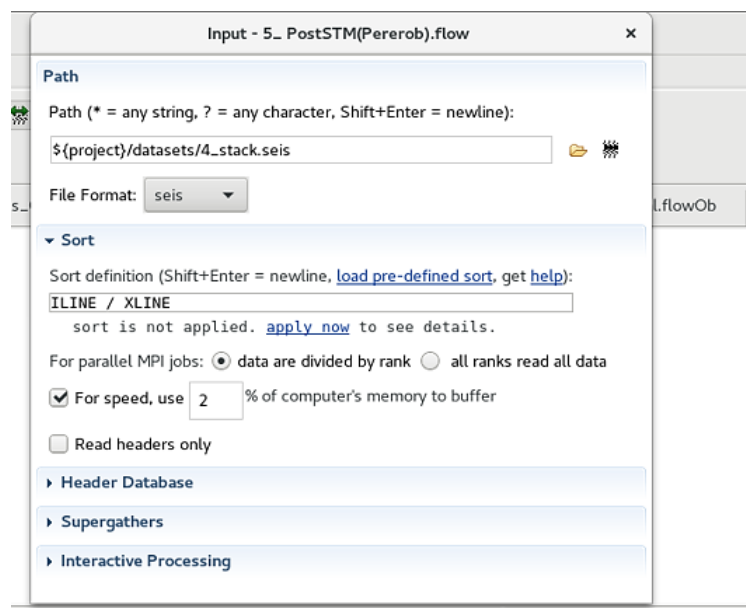 Input - 5_ PostSTM(Pererob).flow
Path
Path (* = any string, ? = any character, Shift+Enter = newline):
${project}/datasets/4_stack.seis
File Format: seis
s_
l.flowOb
Sort
Sort definition (Shift+Enter = newline, load pre-defined sort, get help):
ILINE / XLINE
sort is not applied. apply now to see details.
For parallel MPI jobs: data are divided by rank all ranks read all data
For speed, use 2 % of computer's memory to buffer
Read headers only
Header Database
Supergathers
Interactive Processing